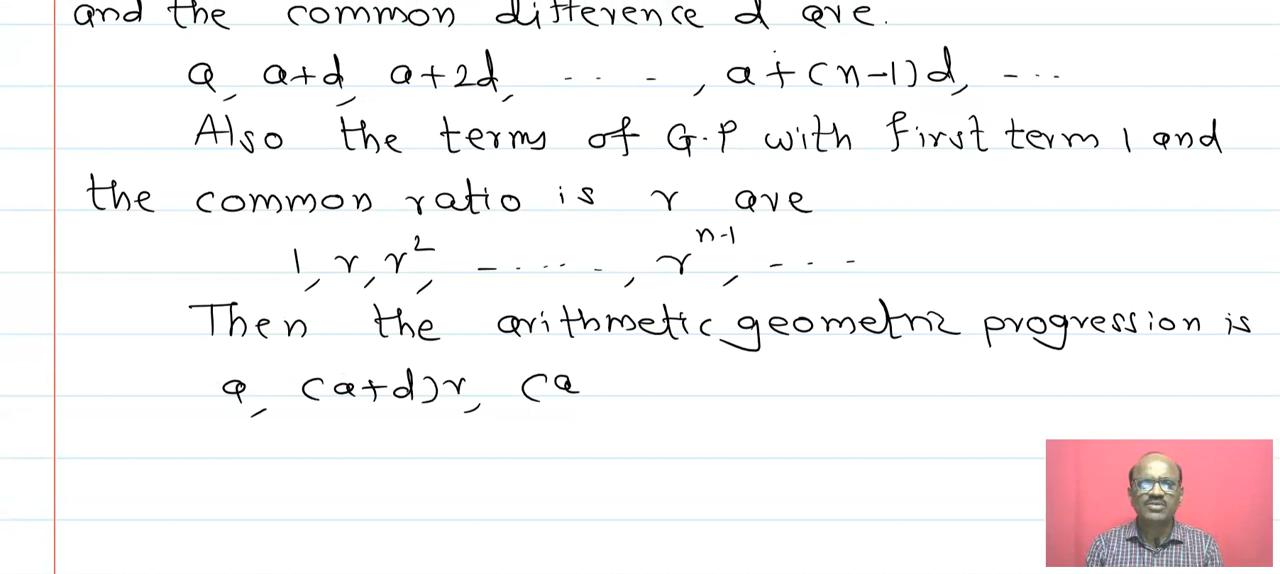 and the common difference d are.
a, a+d, a+2d, ..., a+(n-1)d, ...
Also the terms of G.P with first term 1 and
the common ratio is r are
1, r, r², ......, rⁿ⁻¹, ...
Then the arithmetic geometric progression is
a, (a+d)r, (a